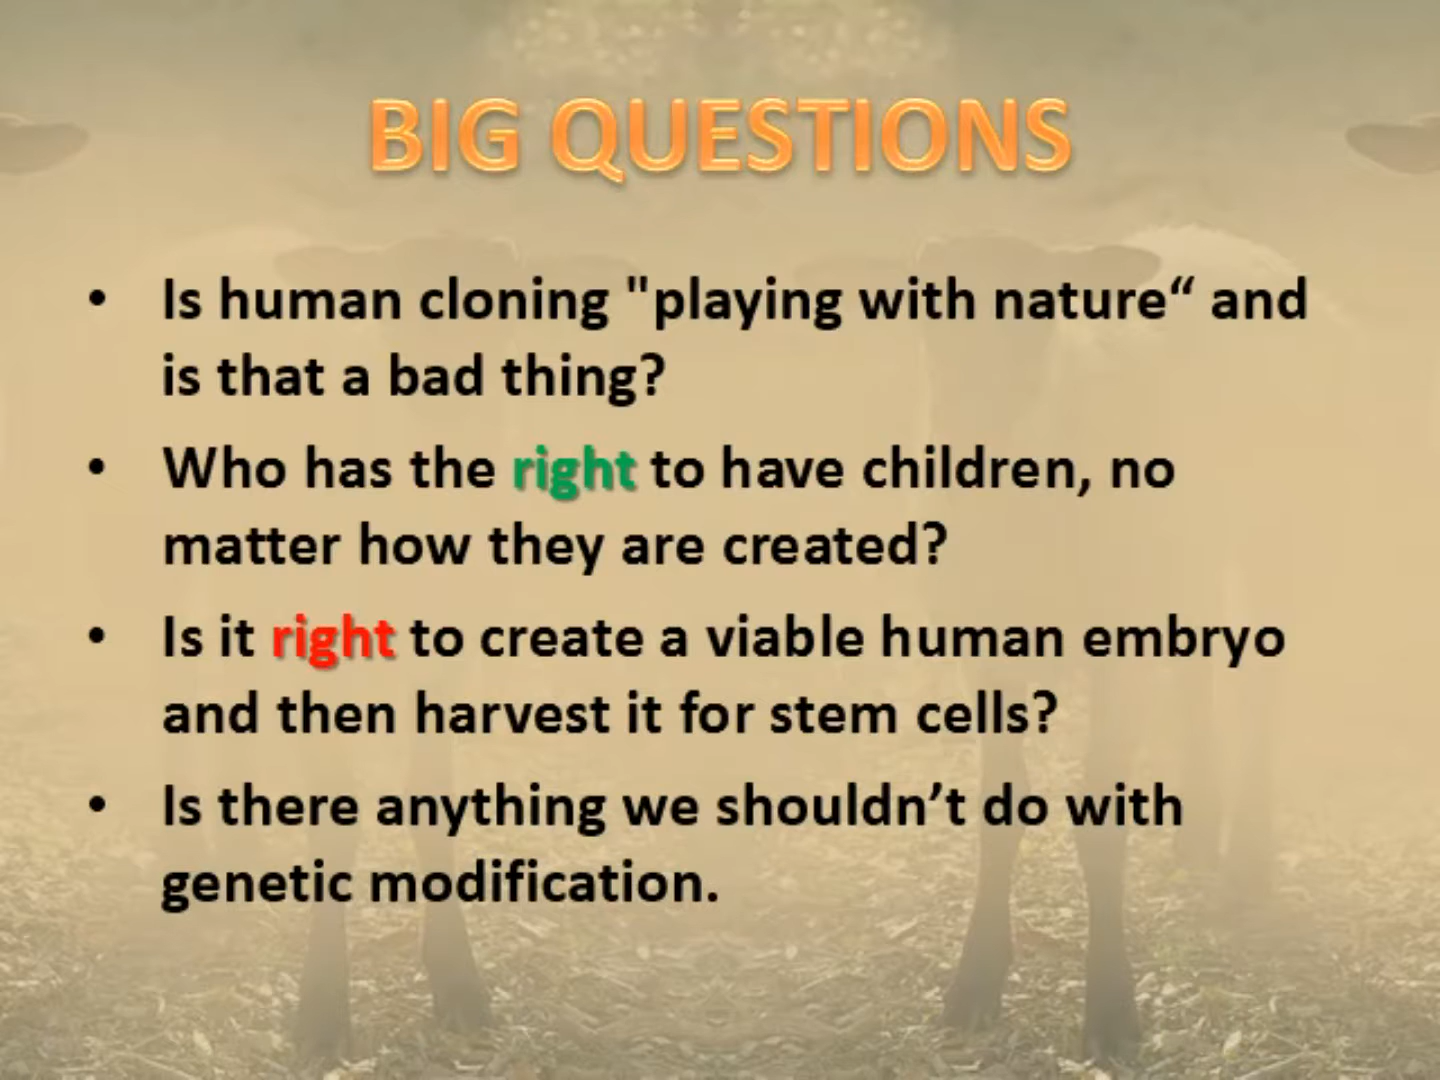 BIG QUESTIONS
• Is human cloning "playing with nature“ and
is that a bad thing?
• Who has the right to have children, no
matter how they are created?
• Is it right to create a viable human embryo
and then harvest it for stem cells?
• Is there anything we shouldn’t do with
genetic modification.